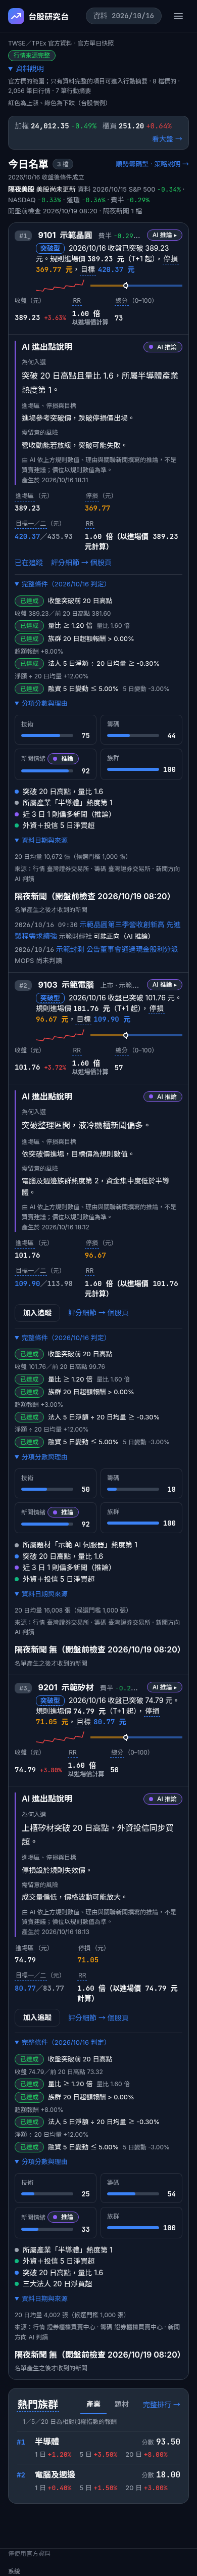 台股研究台
資料 2026/10/16
TWSE／TPEx 官方資料 · 官方單日快照
行情來源完整
▼ 資料說明
官方標的範圍；只有資料完整的項目可進入行動摘要 · 8 檔標的 · 2,056 筆日行情 · 7 筆行動摘要
紅色為上漲、綠色為下跌（台股慣例）
加權 24,012.35 -0.49% 櫃買 251.20 +0.64%
看大盤 →
今日名單 3 檔
順勢籌碼型 · 策略說明 →
2026/10/16 收盤後條件成立
隔夜美股 美股尚未更新 資料 2026/10/15 S&P 500 -0.34% · NASDAQ -0.33% · 道瓊 -0.36% · 費半 -0.29%
開盤前檢查 2026/10/19 08:20 · 隔夜新聞 1 檔
#1 9101 示範晶圓 費半 -0.29… AI 推論 ▸
突破型 2026/10/16 收盤已突破 389.23 元。規則進場價 389.23 元（T+1 起），停損 369.77 元，目標 420.37 元
收盤（元） RR 總分（0–100）
389.23 +3.63% 1.60 倍 以進場價計算 73
AI 進出點說明 AI 推論
為何入選
突破 20 日高點且量比 1.6，所屬半導體產業熱度第 1。
進場區、停損與目標
進場參考突破價，跌破停損價出場。
需留意的風險
營收動能若放緩，突破可能失敗。
由 AI 依上方規則數值、理由與關聯新聞撰寫的推論，不是買賣建議；價位以規則數值為準。
產生於 2026/10/16 18:11
進場區（元） 停損（元）
389.23 369.77
目標一／二（元） RR
420.37／435.93 1.60 倍（以進場價 389.23 元計算）
已在追蹤 評分細節 → 個股頁
▼ 完整條件（2026/10/16 判定）
已達成 收盤突破前 20 日高點
收盤 389.23／前 20 日高點 381.60
已達成 量比 ≥ 1.20 倍 量比 1.60 倍
已達成 族群 20 日超額報酬 > 0.00%
超額報酬 +8.00%
已達成 法人 5 日淨額 ÷ 20 日均量 ≥ -0.30%
淨額 ÷ 20 日均量 +12.00%
已達成 融資 5 日變動 ≤ 5.00% 5 日變動 -3.00%
▼ 分項分數與理由
技術 75
籌碼 44
新聞情緒 推論 92
族群 100
突破 20 日高點，量比 1.6
所屬產業「半導體」熱度第 1
近 3 日 1 則偏多新聞（推論）
外資＋投信 5 日淨買超
▼ 資料日期與來源
20 日均量 10,672 張（候選門檻 1,000 張）
來源：行情 臺灣證券交易所 · 籌碼 臺灣證券交易所 · 新聞方向 AI 判讀
隔夜新聞（開盤前檢查 2026/10/19 08:20）
名單產生之後才收到的新聞
2026/10/16 09:30 示範晶圓第三季營收創新高 先進製程需求續強 示範財經社 可能正向（AI 推論）
2026/10/16 示範封測 公告董事會通過現金股利分派 MOPS 尚未判讀
#2 9103 示範電腦 上市 · 示範… AI 推論 ▸
突破型 2026/10/16 收盤已突破 101.76 元。規則進場價 101.76 元（T+1 起），停損 96.67 元，目標 109.90 元
收盤（元） RR 總分（0–100）
101.76 +3.72% 1.60 倍 以進場價計算 57
AI 進出點說明 AI 推論
為何入選
突破整理區間，液冷機櫃新聞偏多。
進場區、停損與目標
依突破價進場，目標價為規則數值。
需留意的風險
電腦及週邊族群熱度第 2，資金集中度低於半導體。
由 AI 依上方規則數值、理由與關聯新聞撰寫的推論，不是買賣建議；價位以規則數值為準。
產生於 2026/10/16 18:12
進場區（元） 停損（元）
101.76 96.67
目標一／二（元） RR
109.90／113.98 1.60 倍（以進場價 101.76 元計算）
加入追蹤 評分細節 → 個股頁
▼ 完整條件（2026/10/16 判定）
已達成 收盤突破前 20 日高點
收盤 101.76／前 20 日高點 99.76
已達成 量比 ≥ 1.20 倍 量比 1.60 倍
已達成 族群 20 日超額報酬 > 0.00%
超額報酬 +3.00%
已達成 法人 5 日淨額 ÷ 20 日均量 ≥ -0.30%
淨額 ÷ 20 日均量 +12.00%
已達成 融資 5 日變動 ≤ 5.00% 5 日變動 -3.00%
▼ 分項分數與理由
技術 50
籌碼 18
新聞情緒 推論 92
族群 100
所屬題材「示範 AI 伺服器」熱度第 1
突破 20 日高點，量比 1.6
近 3 日 1 則偏多新聞（推論）
外資＋投信 5 日淨買超
▼ 資料日期與來源
20 日均量 16,008 張（候選門檻 1,000 張）
來源：行情 臺灣證券交易所 · 籌碼 臺灣證券交易所 · 新聞方向 AI 判讀
隔夜新聞 無（開盤前檢查 2026/10/19 08:20）
名單產生之後才收到的新聞
#3 9201 示範矽材 費半 -0.2… AI 推論 ▸
突破型 2026/10/16 收盤已突破 74.79 元。規則進場價 74.79 元（T+1 起），停損 71.05 元，目標 80.77 元
收盤（元） RR 總分（0–100）
74.79 +3.80% 1.60 倍 以進場價計算 50
AI 進出點說明 AI 推論
為何入選
上櫃矽材突破 20 日高點，外資投信同步買超。
進場區、停損與目標
停損設於規則失效價。
需留意的風險
成交量偏低，價格波動可能放大。
由 AI 依上方規則數值、理由與關聯新聞撰寫的推論，不是買賣建議；價位以規則數值為準。
產生於 2026/10/16 18:13
進場區（元） 停損（元）
74.79 71.05
目標一／二（元） RR
80.77／83.77 1.60 倍（以進場價 74.79 元計算）
加入追蹤 評分細節 → 個股頁
▼ 完整條件（2026/10/16 判定）
已達成 收盤突破前 20 日高點
收盤 74.79／前 20 日高點 73.32
已達成 量比 ≥ 1.20 倍 量比 1.60 倍
已達成 族群 20 日超額報酬 > 0.00%
超額報酬 +8.00%
已達成 法人 5 日淨額 ÷ 20 日均量 ≥ -0.30%
淨額 ÷ 20 日均量 +12.00%
已達成 融資 5 日變動 ≤ 5.00% 5 日變動 -3.00%
▼ 分項分數與理由
技術 25
籌碼 54
新聞情緒 推論 33
族群 100
所屬產業「半導體」熱度第 1
外資＋投信 5 日淨買超
突破 20 日高點，量比 1.6
三大法人 20 日淨買超
▼ 資料日期與來源
20 日均量 4,002 張（候選門檻 1,000 張）
來源：行情 證券櫃檯買賣中心 · 籌碼 證券櫃檯買賣中心 · 新聞方向 AI 判讀
隔夜新聞 無（開盤前檢查 2026/10/19 08:20）
名單產生之後才收到的新聞
熱門族群 產業 題材 完整排行 →
1／5／20 日為相對加權指數的報酬
#1 半導體 分數 93.50
1 日 +1.20% 5 日 +3.50% 20 日 +8.00%
#2 電腦及週邊 分數 18.00
1 日 +0.40% 5 日 +1.50% 20 日 +3.00%
僅使用官方資料
系統